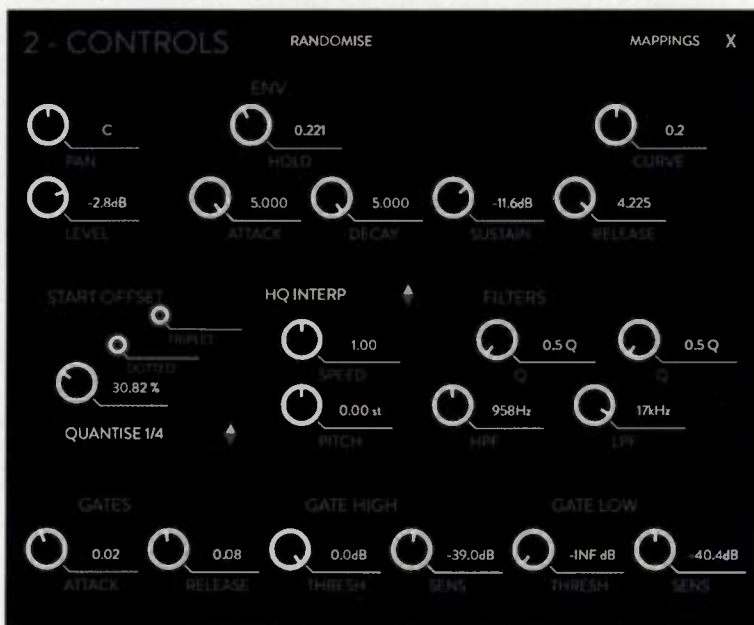 2 - CONTROLS RANDOMISE MAPPINGS X
ENV.
C 0.221 0.2
PAN HOLD CURVE
-2.8dB 5.000 5.000 -11.6dB 4.225
LEVEL ATTACK DECAY SUSTAIN RELEASE
START OFFSET HQ INTERP FILTERS
TRIPLET
1.00 0.5 Q 0.5 Q
DOTTED SPEED Q Q
30.82 % 0.00 st 958Hz 17kHz
QUANTISE 1/4 PITCH HPF LPF
GATES GATE HIGH GATE LOW
0.02 0.08 0.0dB -39.0dB -INF dB -40.4dB
ATTACK RELEASE THRESH SENS THRESH SENS